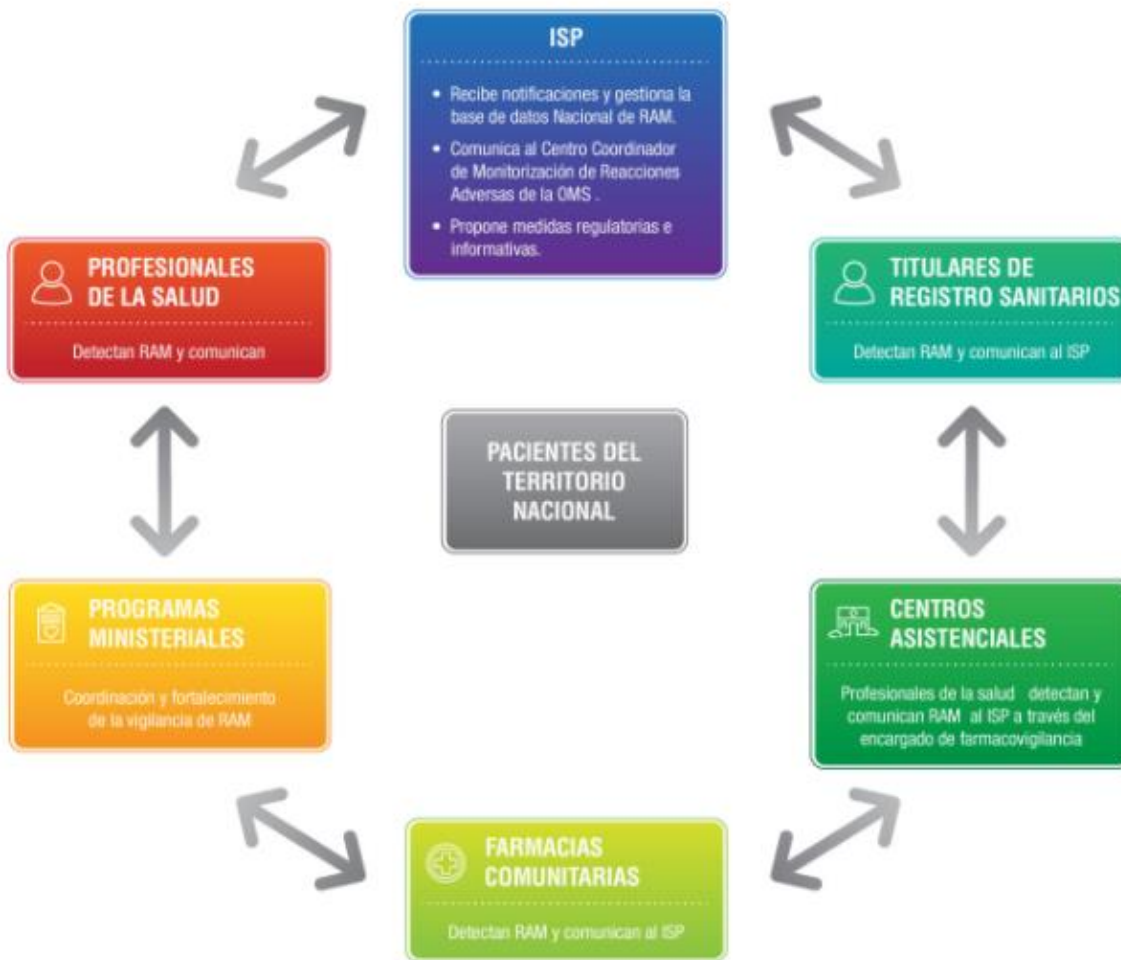 ISP
• Recibe notificaciones y gestiona la
base de datos Nacional de RAM.
• Comunica al Centro Coordinador
de Monitorización de Reacciones
Adversas de la OMS .
• Propone medidas regulatorias e
informativas.
PROFESIONALES
DE LA SALUD
Detectan RAM y comunican
TITULARES DE
REGISTRO SANITARIOS
Detectan RAM y comunican al ISP
PACIENTES DEL
TERRITORIO
NACIONAL
PROGRAMAS
MINISTERIALES
Coordinación y fortalecimiento
de la vigilancia de RAM
CENTROS
ASISTENCIALES
Profesionales de la salud detectan y
comunican RAM al ISP a través del
encargado de farmacovigilancia
FARMACIAS
COMUNITARIAS
Detectan RAM y comunican al ISP